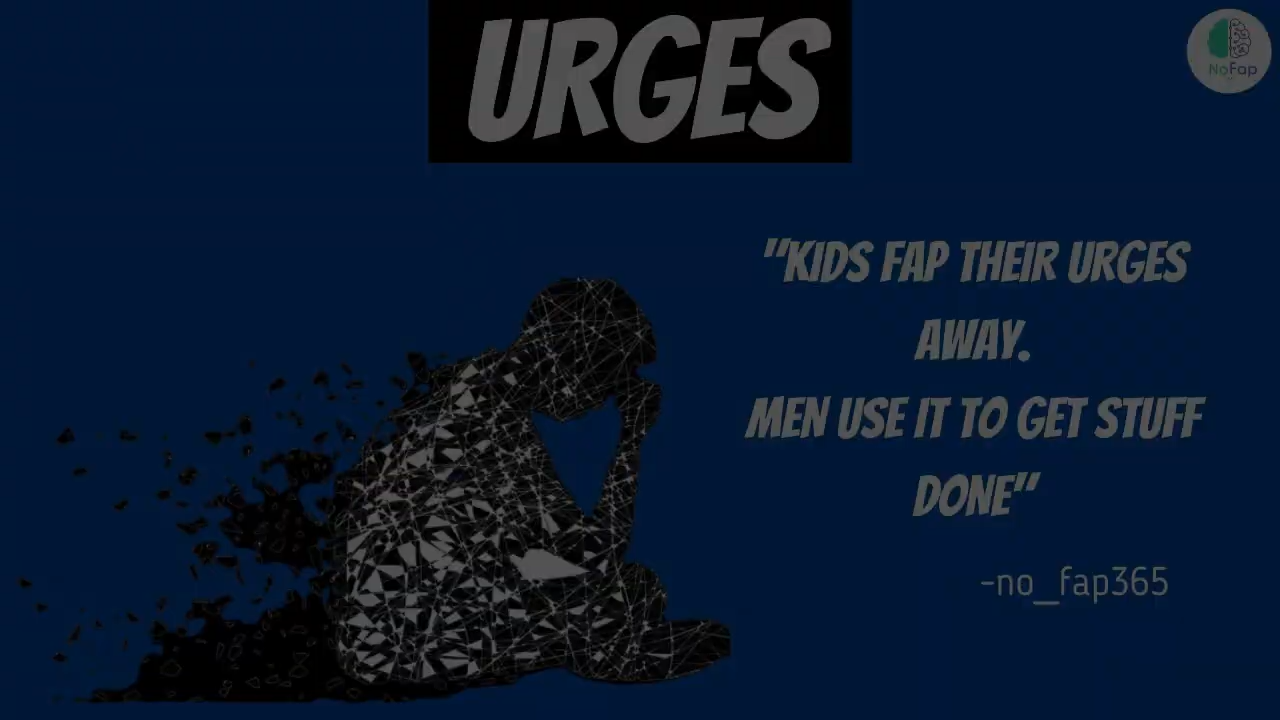 URGES
NoFap
"KIDS FAP THEIR URGES
AWAY.
MEN USE IT TO GET STUFF
DONE"
-no_fap365